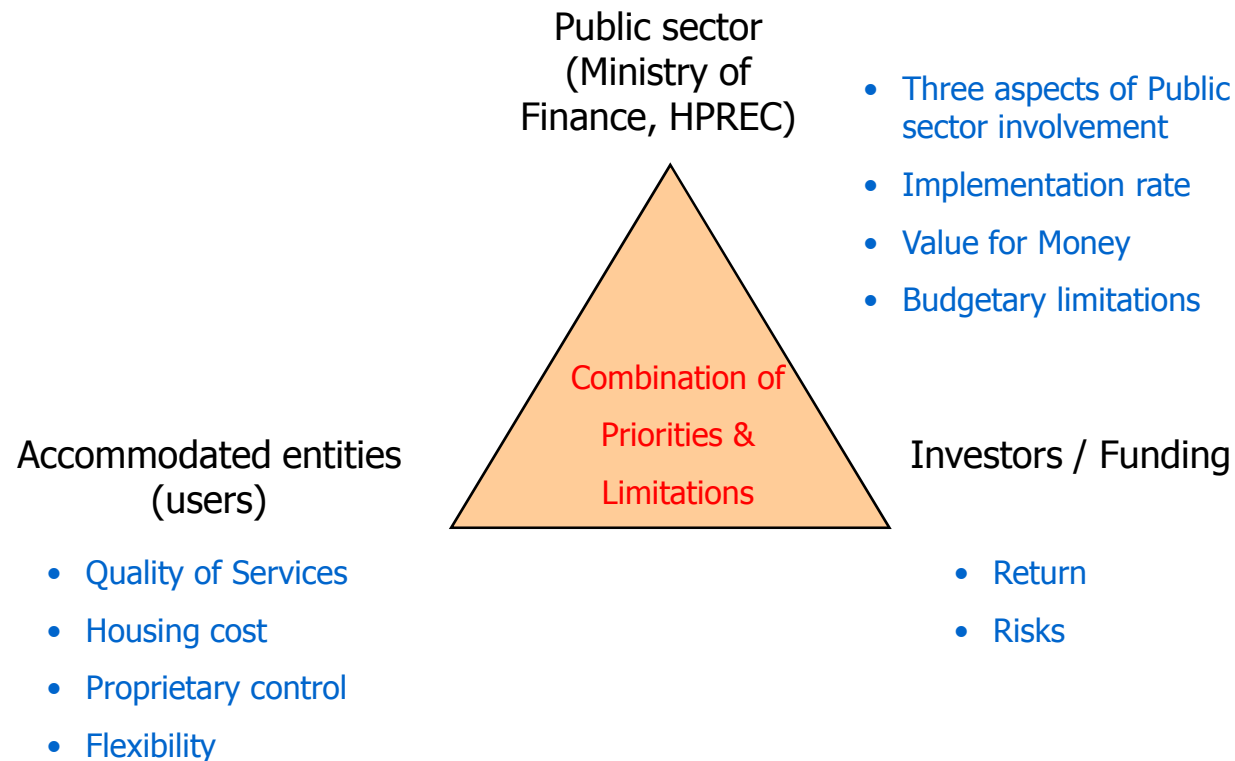 Public sector
(Ministry of
Finance, HPREC)
• Three aspects of Public
sector involvement
• Implementation rate
• Value for Money
• Budgetary limitations
Combination of
Priorities &
Limitations
Accommodated entities
(users)
• Quality of Services
• Housing cost
• Proprietary control
• Flexibility
Investors / Funding
• Return
• Risks